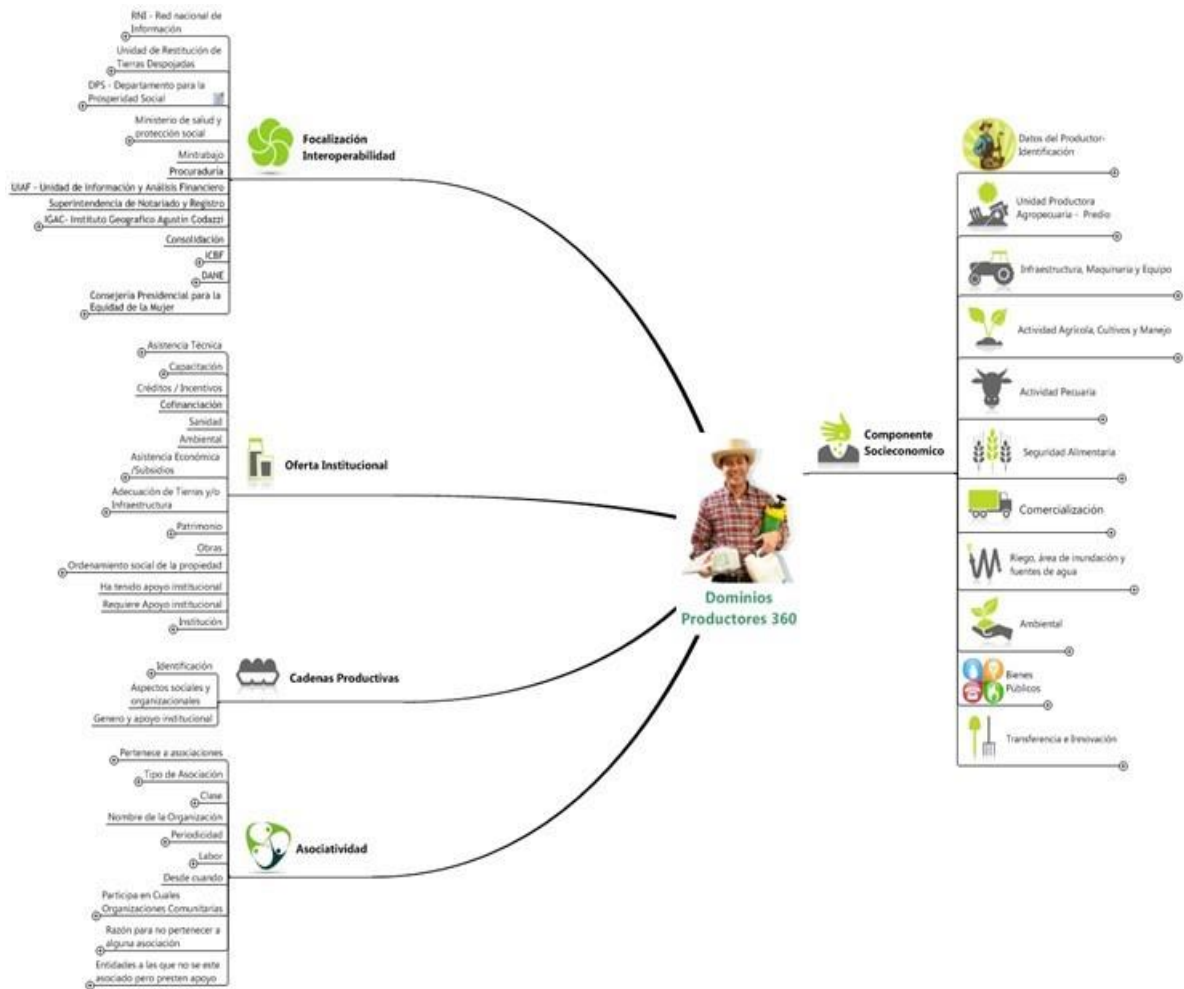 RNI - Red nacional de
Información
Unidad de Restitución de
Tierras Despojadas
DPS - Departamento para la
Prosperidad Social
Ministerio de salud y
protección social
Mintrabajo
Procuraduría
UIAF - Unidad de Información y Análisis Financiero
Superintendencia de Notariado y Registro
IGAC- Instituto Geografico Agustin Codazzi
Consolidación
ICBF
DANE
Consejería Presidencial para la
Equidad de la Mujer
Focalización
Interoperabilidad
Asistencia Técnica
Capacitación
Créditos / Incentivos
Cofinanciación
Sanidad
Ambiental
Asistencia Económica
/Subsidios
Adecuación de Tierras y/o
Infraestructura
Patrimonio
Obras
Ordenamiento social de la propiedad
Ha tenido apoyo institucional
Requiere Apoyo institucional
Institución
Oferta Institucional
Identificación
Aspectos sociales y
organizacionales
Genero y apoyo institucional
Cadenas Productivas
Pertenece a asociaciones
Tipo de Asociación
Clase
Nombre de la Organización
Periodicidad
Labor
Desde cuando
Participa en Cuales
Organizaciones Comunitarias
Razón para no pertenecer a
alguna asociación
Entidades a las que no se este
asociado pero presten apoyo
Asociatividad
Dominios
Productores 360
Componente
Socieconomico
Datos del Productor-
Identificación
Unidad Productora
Agropecuaria - Predio
Infraestructura, Maquinaria y Equipo
Actividad Agrícola, Cultivos y Manejo
Actividad Pecuaria
Seguridad Alimentaria
Comercialización
Riego, área de inundación y
fuentes de agua
Ambiental
Bienes
Públicos
Transferencia e Innovación